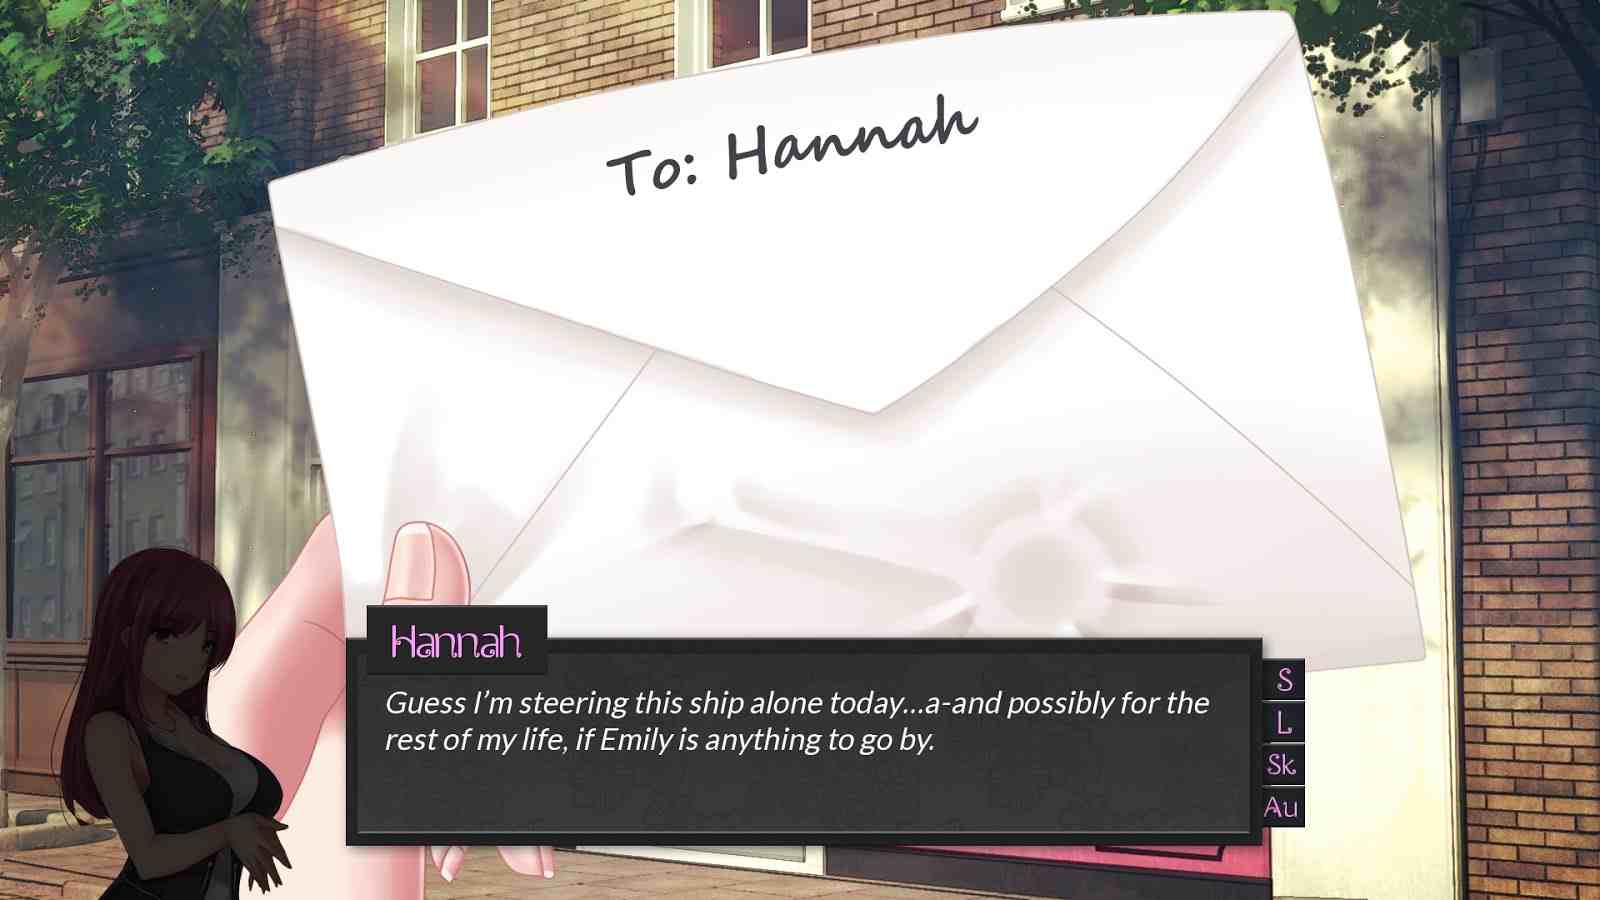 To: Hannah
Hannah
Guess I’m steering this ship alone today…a-and possibly for the
rest of my life, if Emily is anything to go by.
S
L
Sk
Au